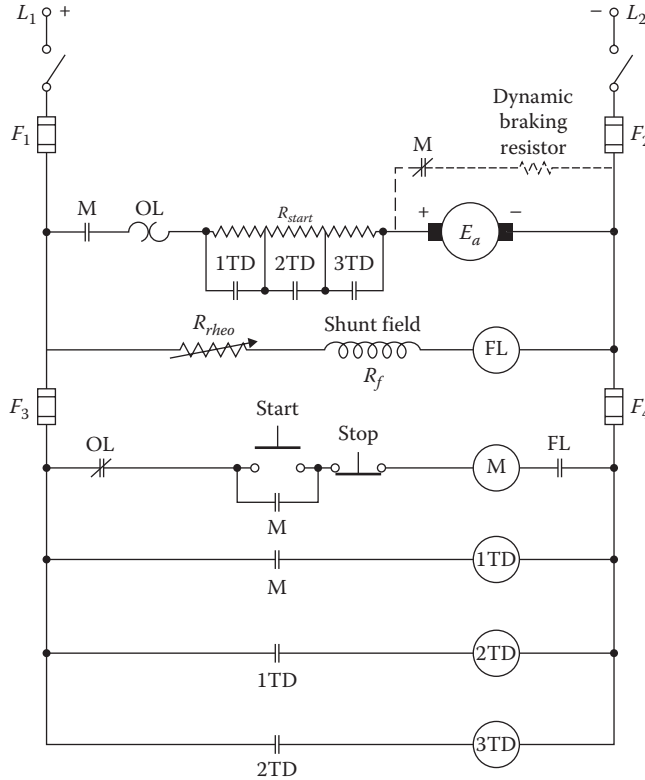 L1 + − L2
F1 M Dynamic braking resistor F2
M OL Rstart + Ea −
1TD 2TD 3TD
Rrheo Shunt field FL
Rf
F3 Start F4
OL Stop M FL
M
M 1TD
1TD 2TD
2TD 3TD